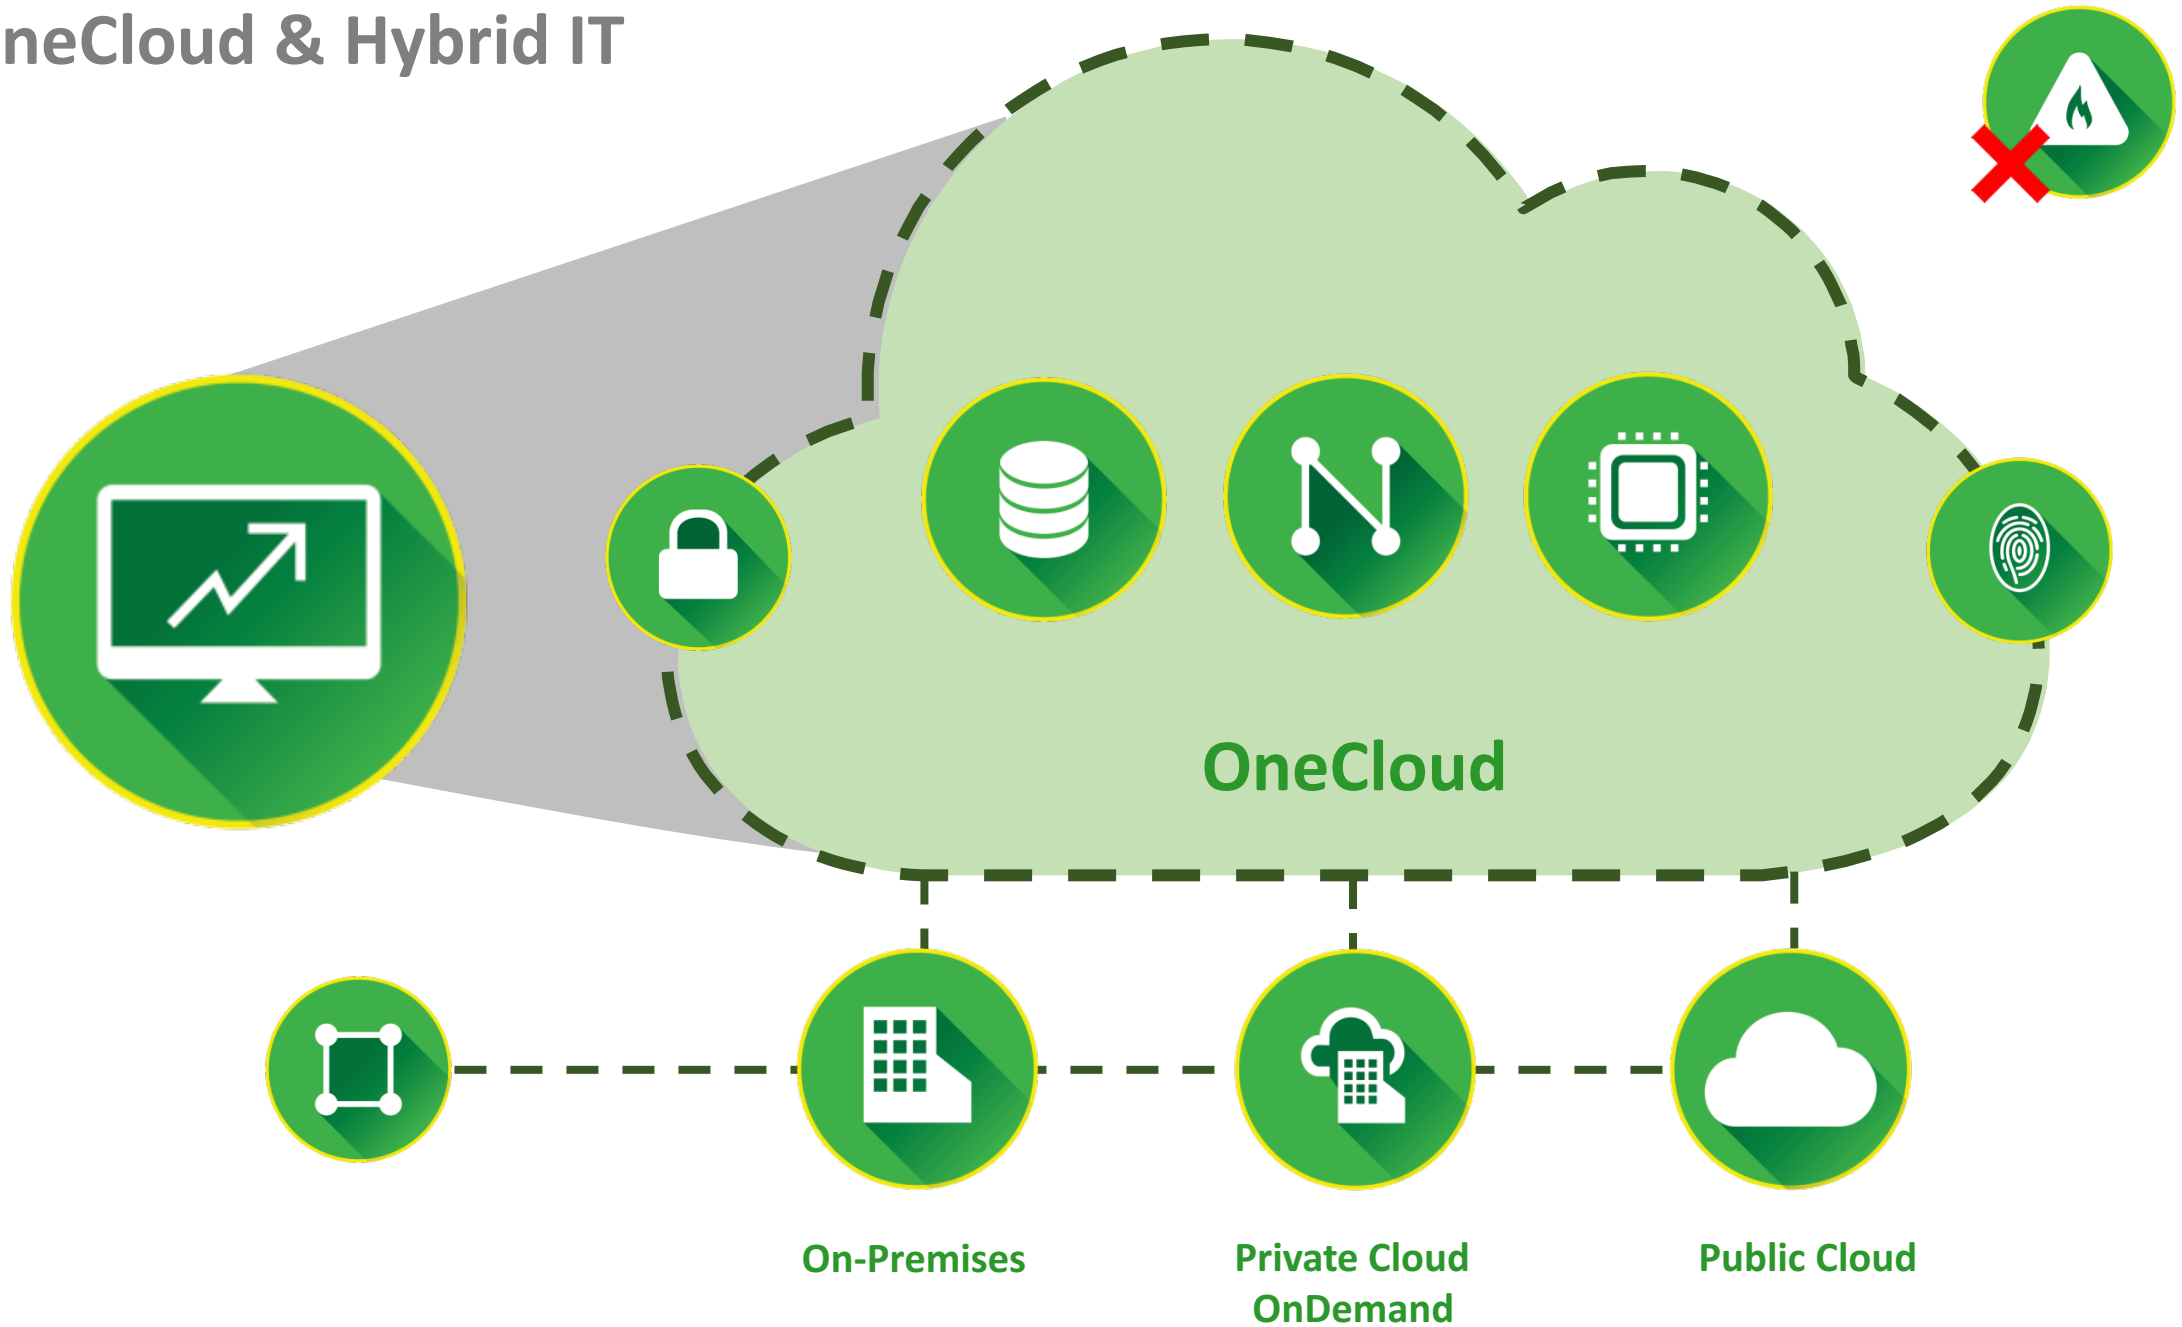 neCloud & Hybrid IT
OneCloud
On-Premises
Private Cloud
OnDemand
Public Cloud